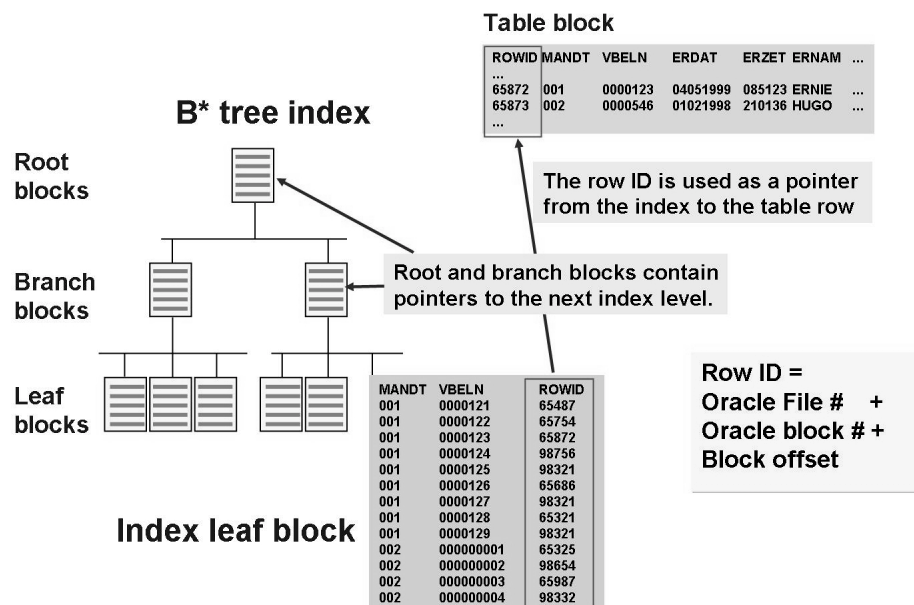 Table block
ROWID MANDT VBELN ERDAT ERZET ERNAM ...
...
65872 001 0000123 04051999 085123 ERNIE ...
65873 002 0000546 01021998 210136 HUGO ...
...
B* tree index
Root
blocks
The row ID is used as a pointer
from the index to the table row
Branch
blocks
Root and branch blocks contain
pointers to the next index level.
Leaf
blocks
MANDT VBELN ROWID
001 0000121 65487
001 0000122 65754
001 0000123 65872
001 0000124 98756
001 0000125 98321
001 0000126 65686
001 0000127 98321
001 0000128 65321
001 0000129 98321
002 000000001 65325
002 000000002 98654
002 000000003 65987
002 000000004 98332
Row ID =
Oracle File # +
Oracle block # +
Block offset
Index leaf block